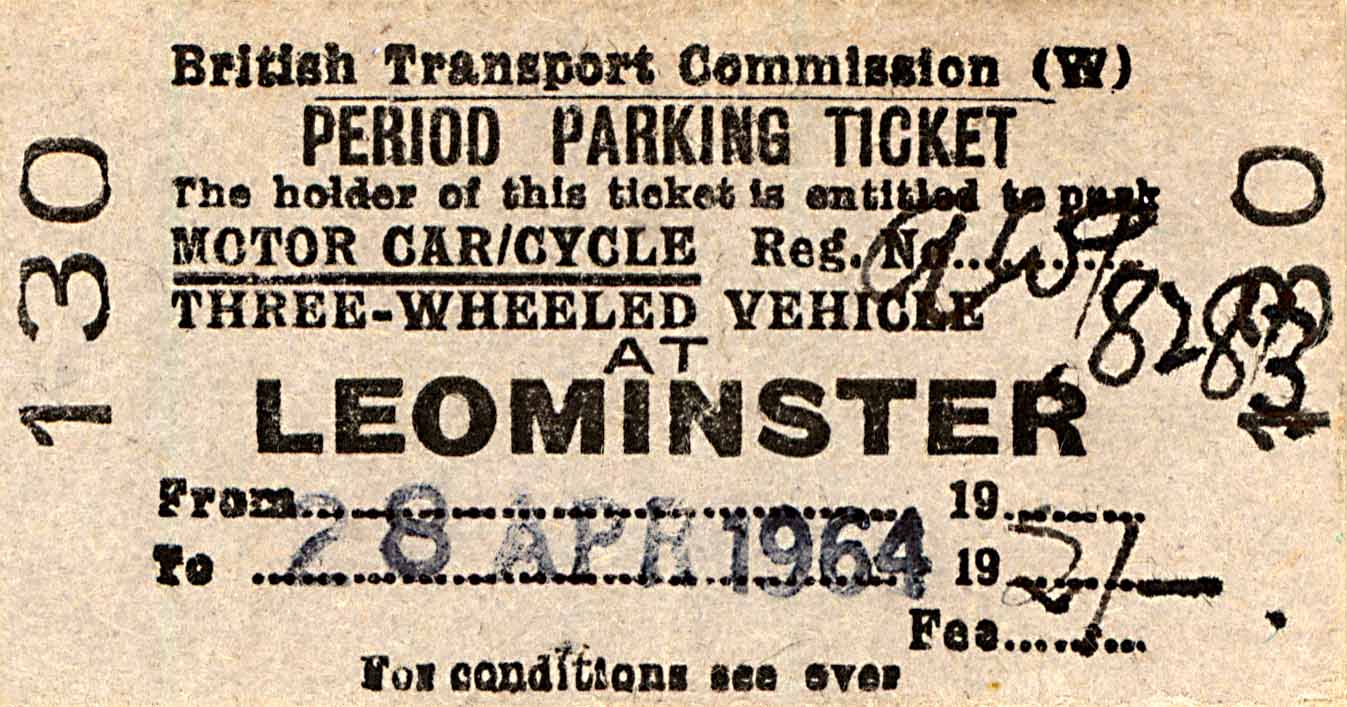 British Transport Commission (W)
PERIOD PARKING TICKET
The holder of this ticket is entitled to park
MOTOR CAR/CYCLE Reg. No..........
THREE-WHEELED VEHICLE
AT
LEOMINSTER
From.............................. 19........
28 APR 1964
To .............................. 19........
2/-
Fee..........
For conditions see over
130
130